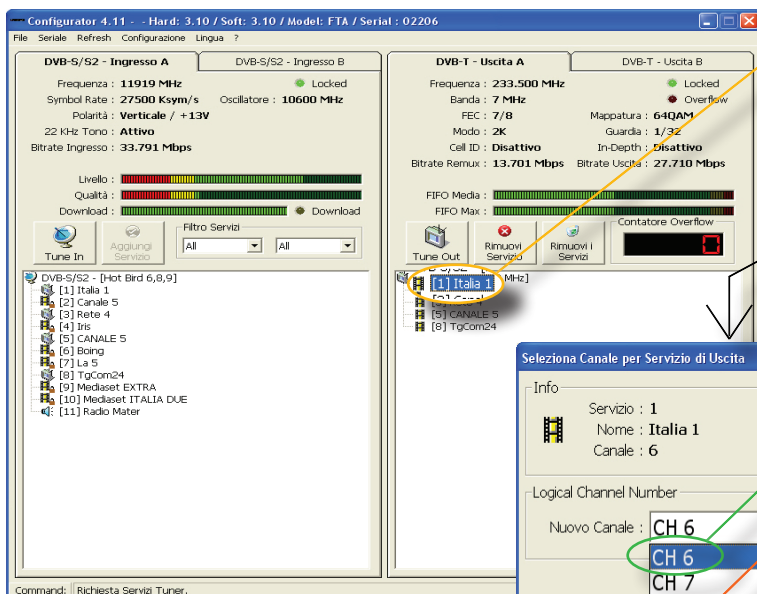 Configurator 4.11 - - Hard: 3.10 / Soft: 3.10 / Model: FTA / Serial : 02206
File Seriale Refresh Configurazione Lingua ?
DVB-S/S2 - Ingresso A
DVB-S/S2 - Ingresso B
Frequenza : 11919 MHz
Locked
Symbol Rate : 27500 Ksym/s
Oscillatore : 10600 MHz
Polarità : Verticale / +13V
22 KHz Tono : Attivo
Bitrate Ingresso : 33.791 Mbps
Livello :
Qualità :
Download :
Download
Tune In
Aggiungi Servizio
Filtro Servizi
All
All
DVB-S/S2 - [Hot Bird 6,8,9]
[1] Italia 1
[2] Canale 5
[3] Rete 4
[4] Iris
[5] CANALE 5
[6] Boing
[7] La 5
[8] TgCom24
[9] Mediaset EXTRA
[10] Mediaset ITALIA DUE
[11] Radio Mater
DVB-T - Uscita A
DVB-T - Uscita B
Frequenza : 233.500 MHz
Locked
Banda : 7 MHz
Overflow
FEC : 7/8
Mappatura : 64QAM
Modo : 2K
Guardia : 1/32
Cell ID : Disattivo
In-Depth : Disattivo
Bitrate Remux : 13.701 Mbps
Bitrate Uscita : 27.710 Mbps
FIFO Media :
FIFO Max :
Tune Out
Rimuovi Servizio
Rimuovi i Servizi
Contatore Overflow
0
MHz]
[1] Italia 1
[5] CANALE 5
[8] TgCom24
Seleziona Canale per Servizio di Uscita
Info
Servizio : 1
Nome : Italia 1
Canale : 6
Logical Channel Number
Nuovo Canale : CH 6
CH 6
CH 7
Command: Richiesta Servizi Tuner.